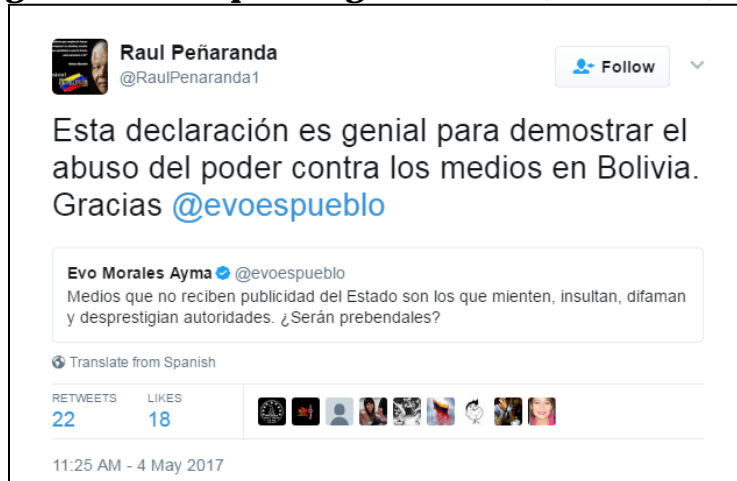 Raul Peñaranda
@RaulPenaranda1
Follow
Esta declaración es genial para demostrar el
abuso del poder contra los medios en Bolivia.
Gracias @evoespueblo
Evo Morales Ayma @evoespueblo
Medios que no reciben publicidad del Estado son los que mienten, insultan, difaman
y desprestigian autoridades. ¿Serán prebendales?
Translate from Spanish
RETWEETS LIKES
22 18
11:25 AM - 4 May 2017